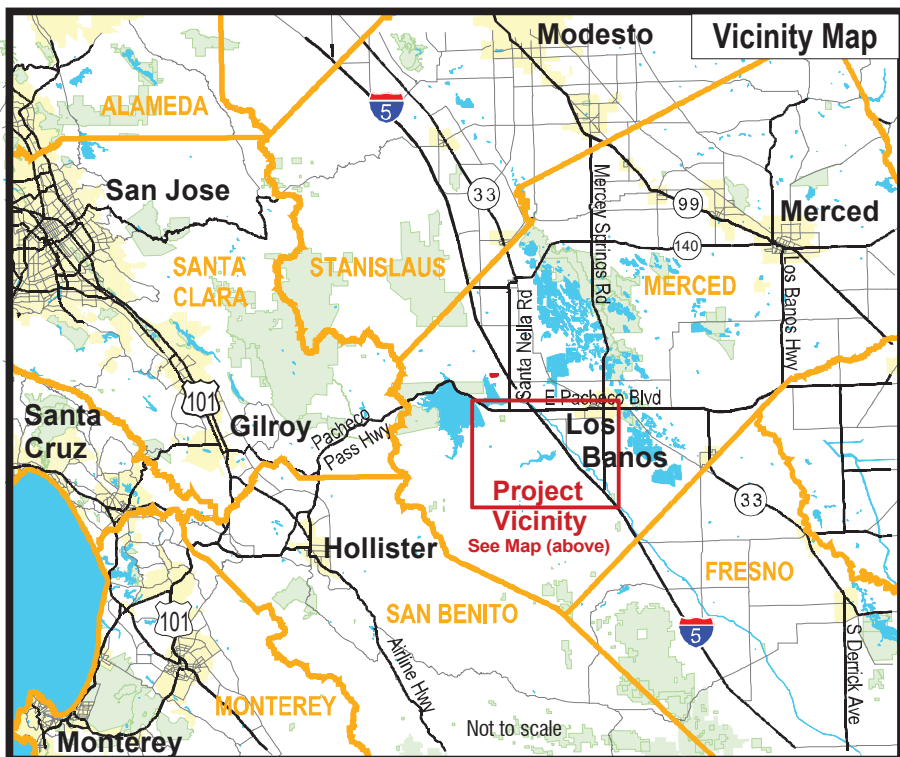 Modesto
Vicinity Map
ALAMEDA
5
San Jose
33
Mercey Springs Rd
99
Merced
140
SANTA
CLARA
STANISLAUS
MERCED
Santa Nella Rd
Los Banos Hwy
101
Santa
Cruz
Gilroy
Pacheco
Pass Hwy
E Pacheco Blvd
Los
Banos
Project
Vicinity
See Map (above)
33
Hollister
FRESNO
SAN BENITO
101
5
Airline Hwy
S Derrick Ave
MONTEREY
Not to scale
Monterey